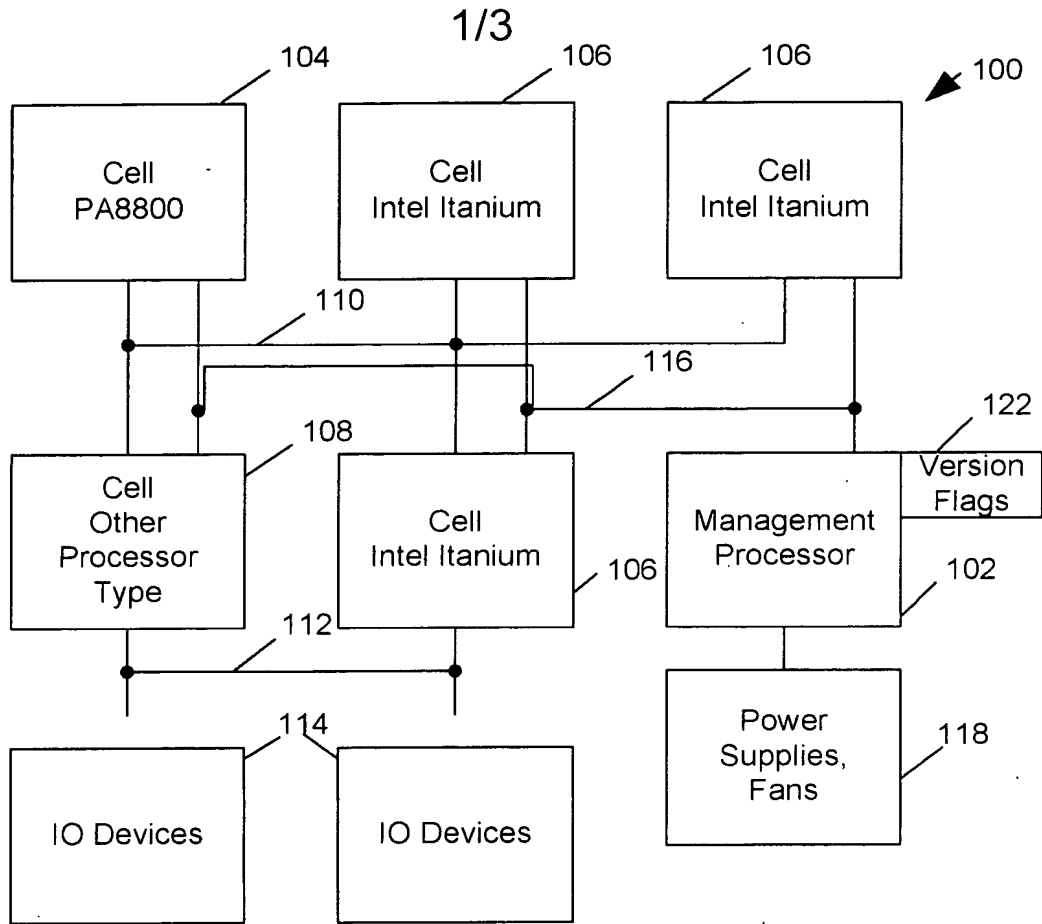 1/3
104
106
106
100
Cell
PA8800
Cell
Intel Itanium
Cell
Intel Itanium
110
116
122
108
Cell
Other
Processor
Type
Cell
Intel Itanium
106
Management
Processor
Version
Flags
102
112
114
IO Devices
IO Devices
Power
Supplies,
Fans
118